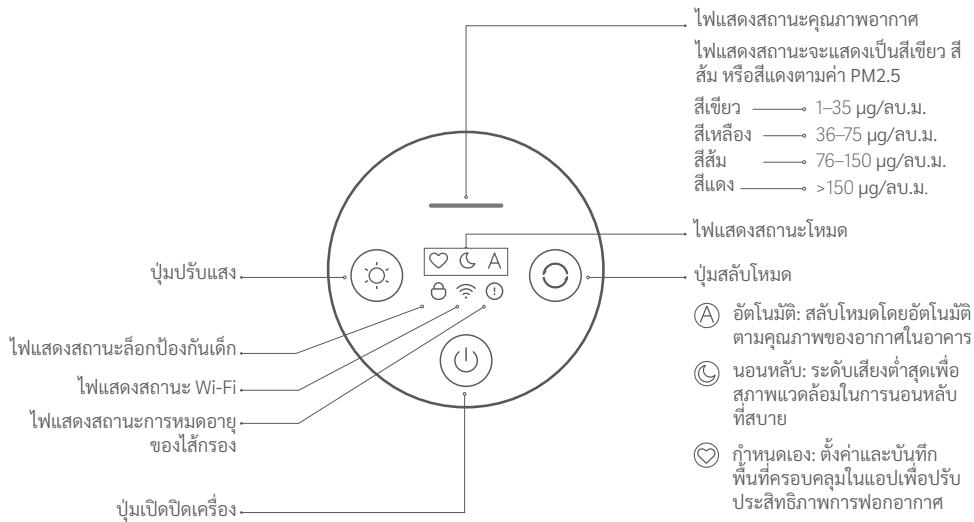 ไฟแสดงสถานะคุณภาพอากาศ
ไฟแสดงสถานะจะแสดงเป็นสีเขียว สี
ส้ม หรือสีแดงตามค่า PM2.5
สีเขียว 1–35 µg/ลบ.ม.
สีเหลือง 36–75 µg/ลบ.ม.
สีส้ม 76–150 µg/ลบ.ม.
สีแดง >150 µg/ลบ.ม.
ไฟแสดงสถานะโหมด
A
ปุ่มปรับแสง
ปุ่มสลับโหมด
A อัตโนมัติ: สลับโหมดโดยอัตโนมัติ
ตามคุณภาพของอากาศในอาคาร
ไฟแสดงสถานะล็อกป้องกันเด็ก
ไฟแสดงสถานะ Wi-Fi
ไฟแสดงสถานะการหมดอายุ
ของไส้กรอง
นอนหลับ: ระดับเสียงต่ำสุดเพื่อ
สภาพแวดล้อมในการนอนหลับ
ที่สบาย
กำหนดเอง: ตั้งค่าและบันทึก
พื้นที่ครอบคลุมในแอปเพื่อปรับ
ประสิทธิภาพการฟอกอากาศ
ปุ่มเปิดปิดเครื่อง